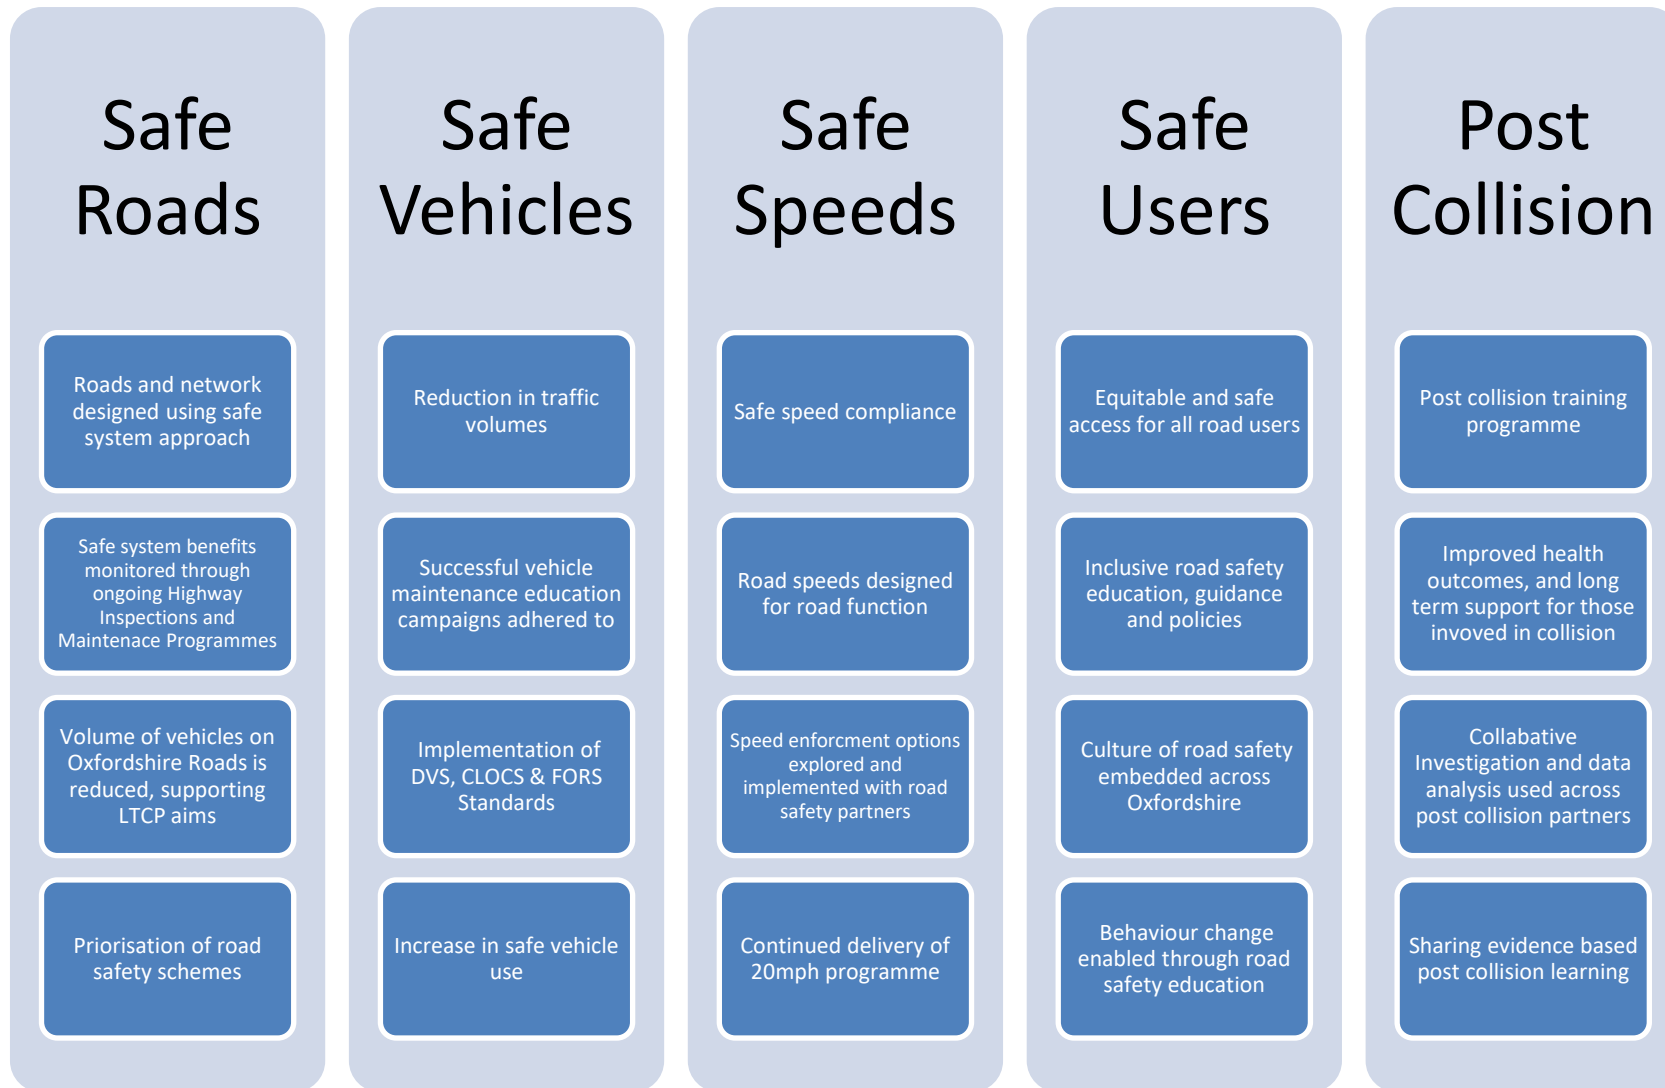 Safe
Roads
Roads and network
designed using safe
system approach
Safe system benefits
monitored through
ongoing Highway
Inspections and
Maintenace Programmes
Volume of vehicles on
Oxfordshire Roads is
reduced, supporting
LTCP aims
Priorisation of road
safety schemes
Safe
Vehicles
Reduction in traffic
volumes
Successful vehicle
maintenance education
campaigns adhered to
Implementation of
DVS, CLOCS & FORS
Standards
Increase in safe vehicle
use
Safe
Speeds
Safe speed compliance
Road speeds designed
for road function
Speed enforcment options
explored and
implemented with road
safety partners
Continued delivery of
20mph programme
Safe
Users
Equitable and safe
access for all road users
Inclusive road safety
education, guidance
and policies
Culture of road safety
embedded across
Oxfordshire
Behaviour change
enabled through road
safety education
Post
Collision
Post collision training
programme
Improved health
outcomes, and long
term support for those
invoved in collision
Collabative
Investigation and data
analysis used across
post collision partners
Sharing evidence based
post collision learning